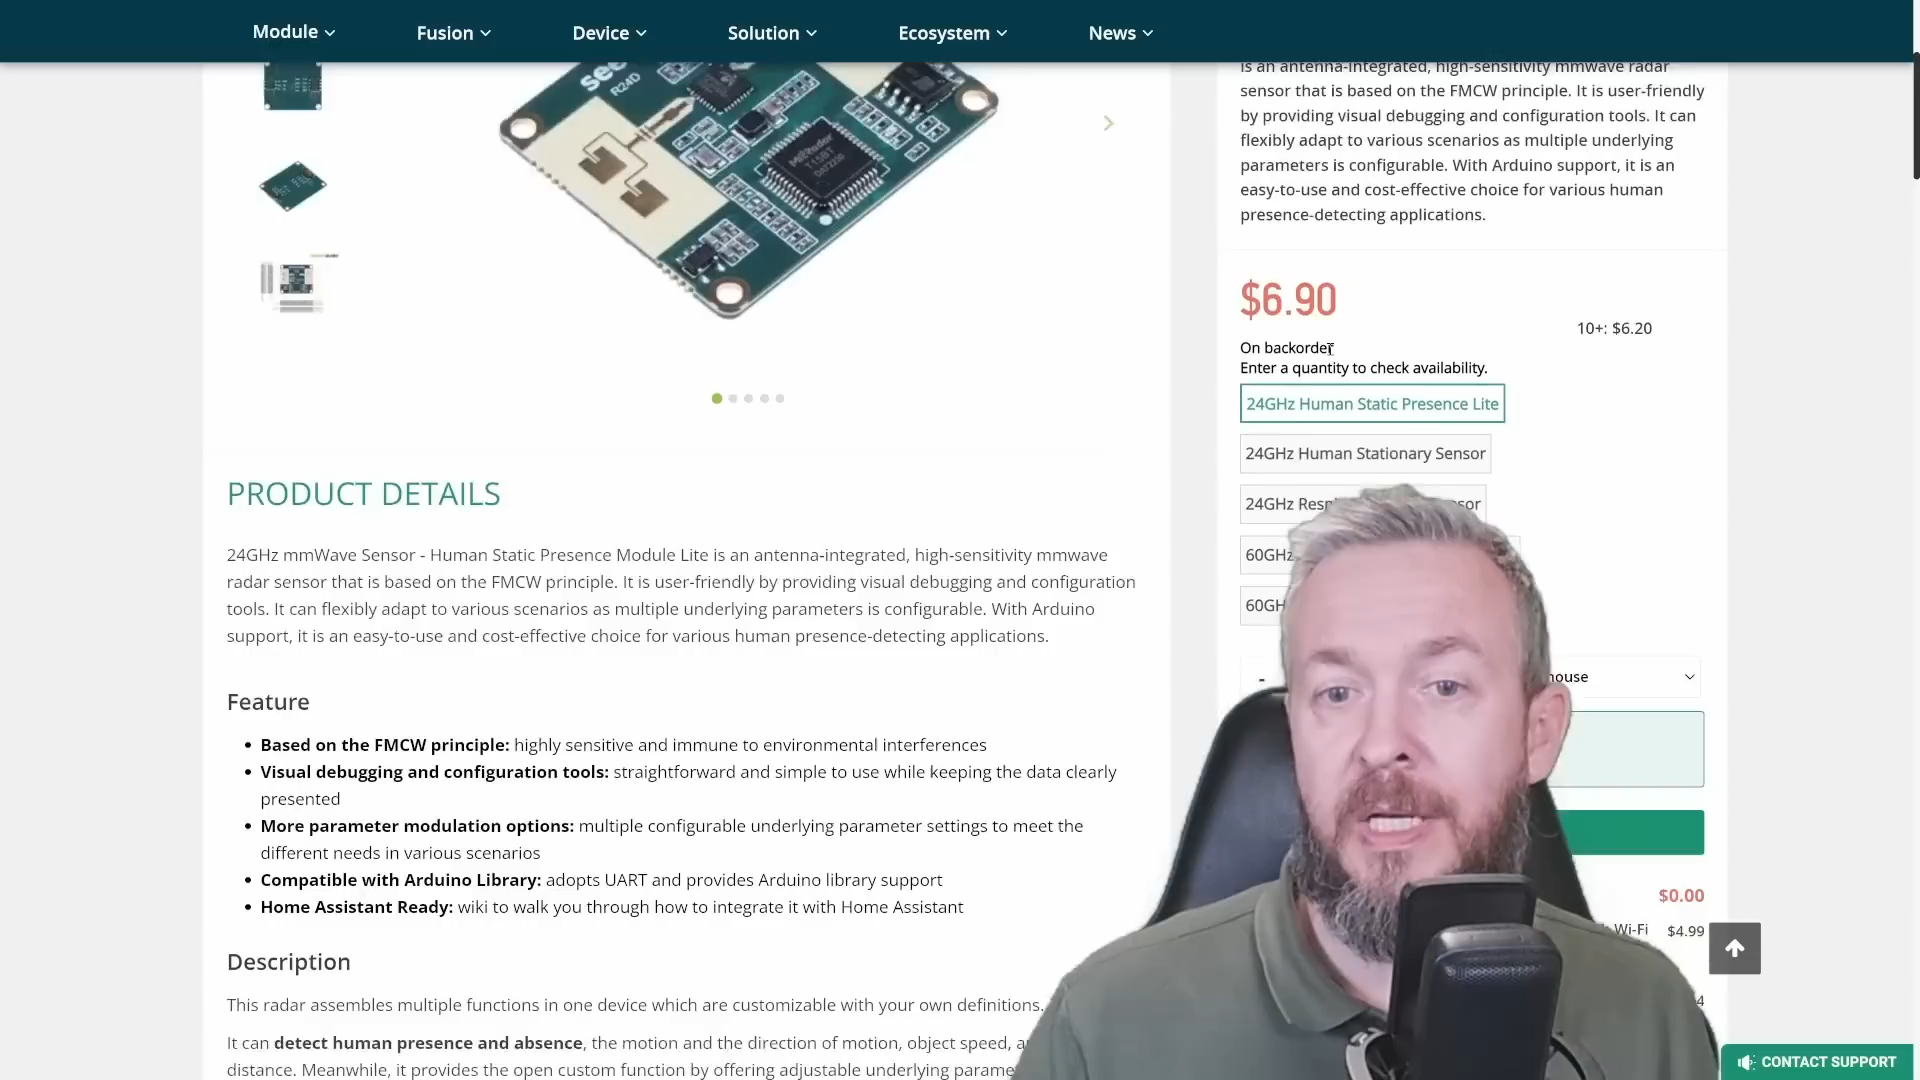 Module
Fusion
Device
Solution
Ecosystem
News
see
R24D
is an antenna-integrated, high-sensitivity mmwave radar
sensor that is based on the FMCW principle. It is user-friendly
by providing visual debugging and configuration tools. It can
flexibly adapt to various scenarios as multiple underlying
parameters is configurable. With Arduino support, it is an
easy-to-use and cost-effective choice for various human
presence-detecting applications.
$6.90
10+: $6.20
On backorder
Enter a quantity to check availability.
24GHz Human Static Presence Lite
24GHz Human Stationary Sensor
24GHz
60GHz
-
$0.00
Wi-Fi $4.99
PRODUCT DETAILS
24GHz mmWave Sensor - Human Static Presence Module Lite is an antenna-integrated, high-sensitivity mmwave
radar sensor that is based on the FMCW principle. It is user-friendly by providing visual debugging and configuration
tools. It can flexibly adapt to various scenarios as multiple underlying parameters is configurable. With Arduino
support, it is an easy-to-use and cost-effective choice for various human presence-detecting applications.
Feature
Based on the FMCW principle: highly sensitive and immune to environmental interferences
Visual debugging and configuration tools: straightforward and simple to use while keeping the data clearly
presented
More parameter modulation options: multiple configurable underlying parameter settings to meet the
different needs in various scenarios
Compatible with Arduino Library: adopts UART and provides Arduino library support
Home Assistant Ready: wiki to walk you through how to integrate it with Home Assistant
Description
This radar assembles multiple functions in one device which are customizable with your own definitions.
It can detect human presence and absence, the motion and the direction of motion, object speed,
distance. Meanwhile, it provides the open custom function by offering adjustable underlying
CONTACT SUPPORT